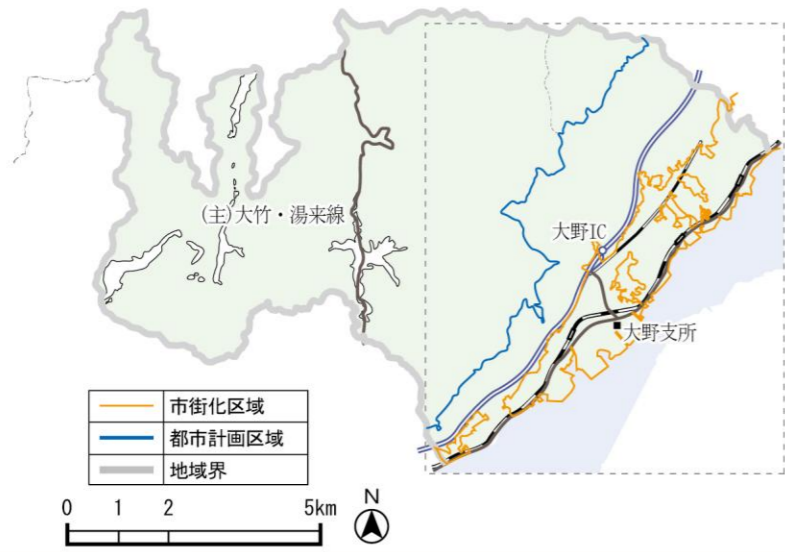 (主)大竹・湯来線
大野IC
大野支所
市街化区域
都市計画区域
地域界
0 1 2 5km
N